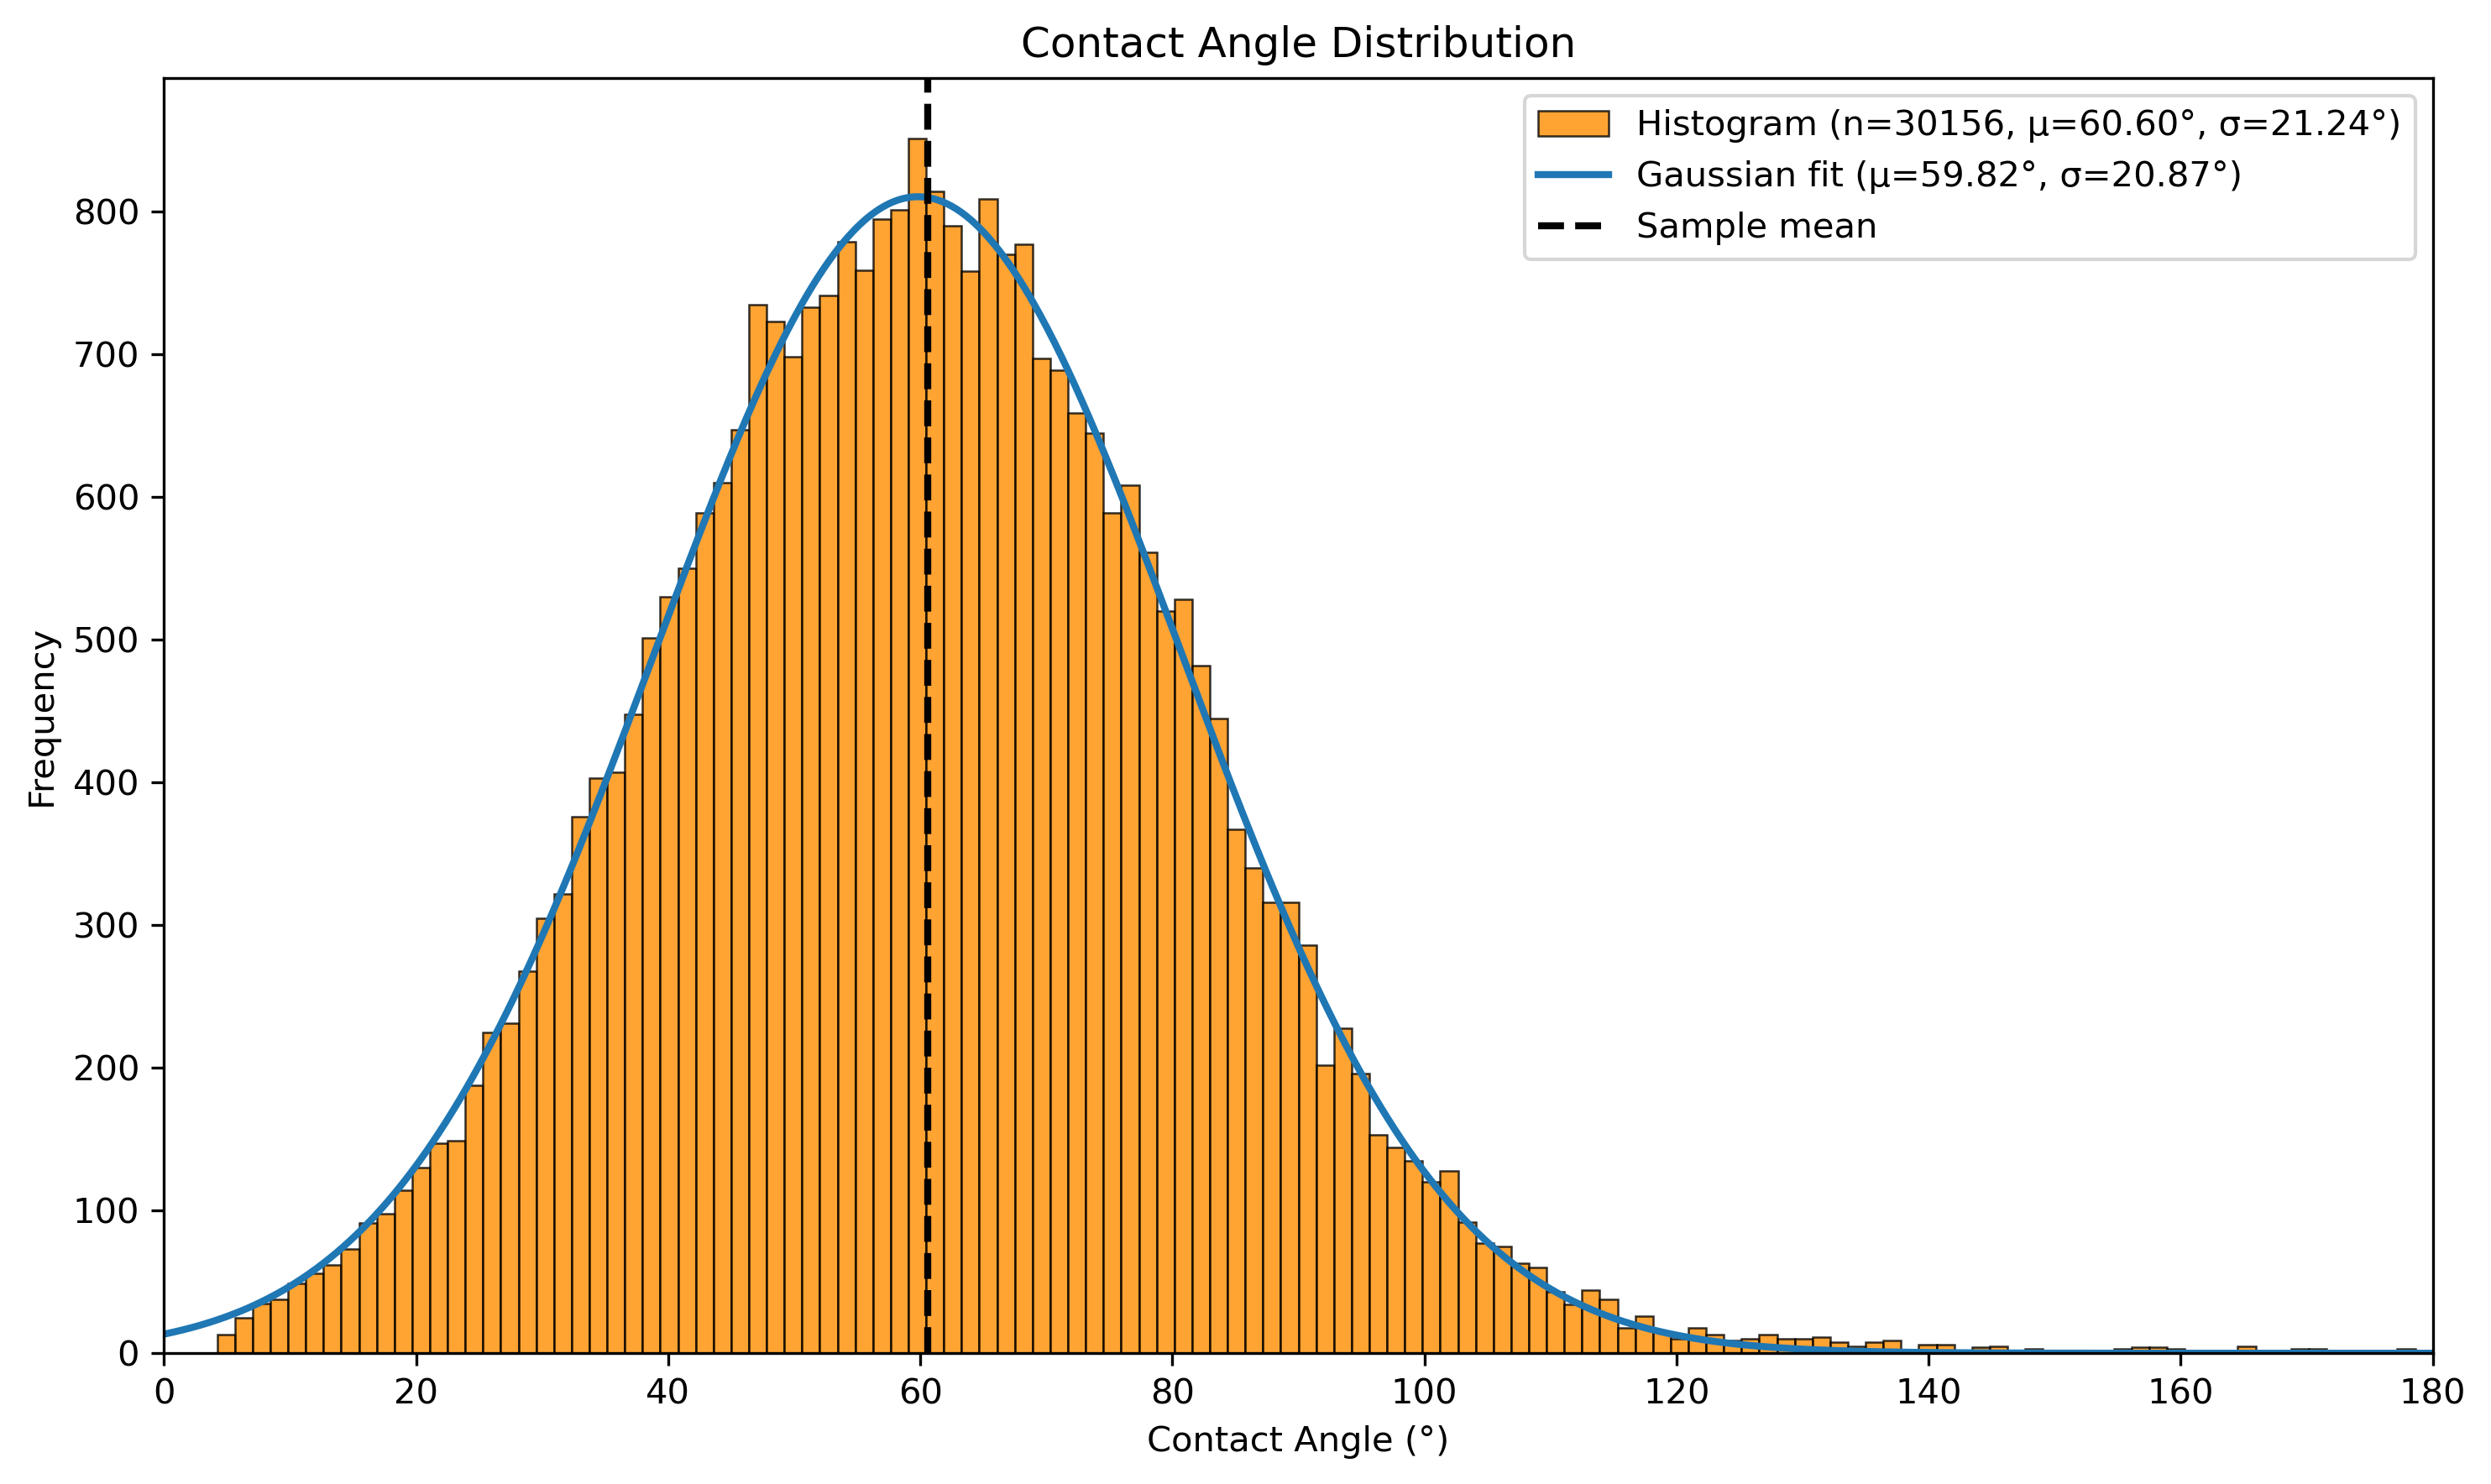 Contact Angle Distribution
Histogram (n=30156, μ=60.60°, σ=21.24°)
Gaussian fit (μ=59.82°, σ=20.87°)
Sample mean
Frequency
800
700
600
500
400
300
200
100
0
0 20 40 60 80 100 120 140 160 180
Contact Angle (°)